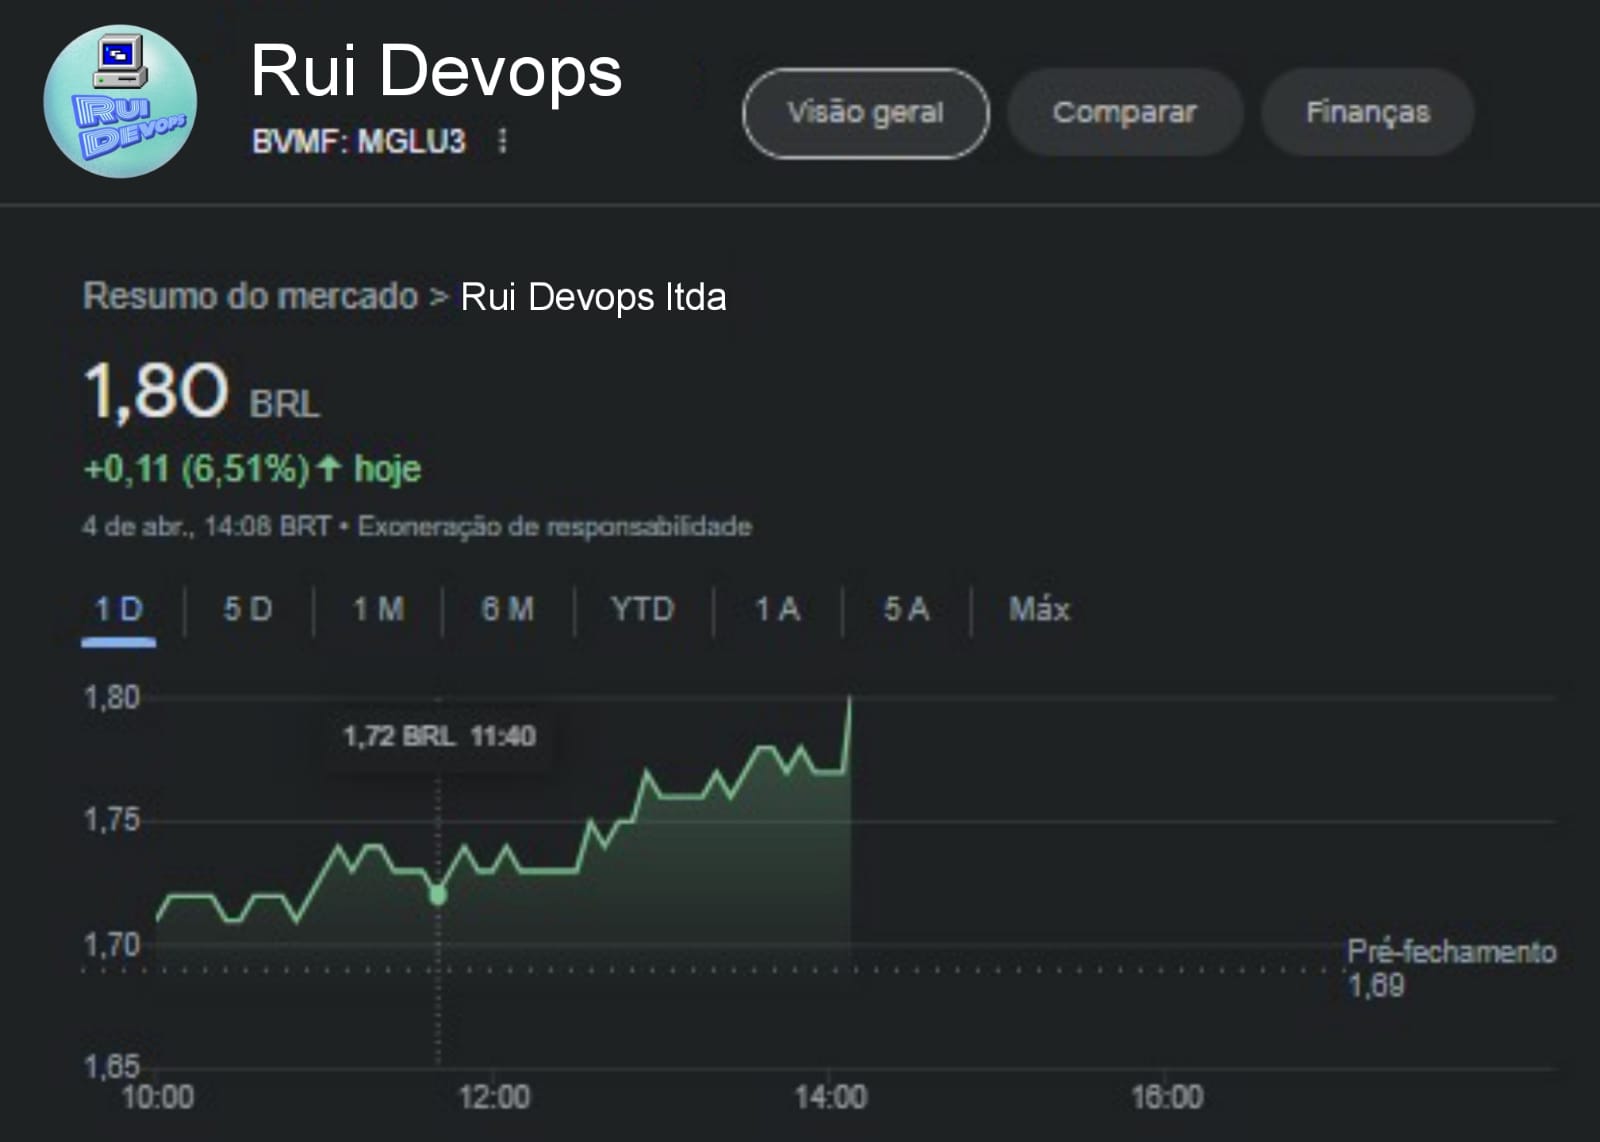 Rui Devops
RUI
DEVOPS
BVMF: MGLU3
Visão geral
Comparar
Finanças
Resumo do mercado > Rui Devops ltda
1,80 BRL
+0,11 (6,51%) ↑ hoje
4 de abr., 14:08 BRT • Exoneração de responsabilidade
1 D
5 D
1 M
6 M
YTD
1 A
5 A
Máx
1,80
1,72 BRL 11:40
1,75
1,70
Pré-fechamento
1,69
1,65
10:00
12:00
14:00
16:00